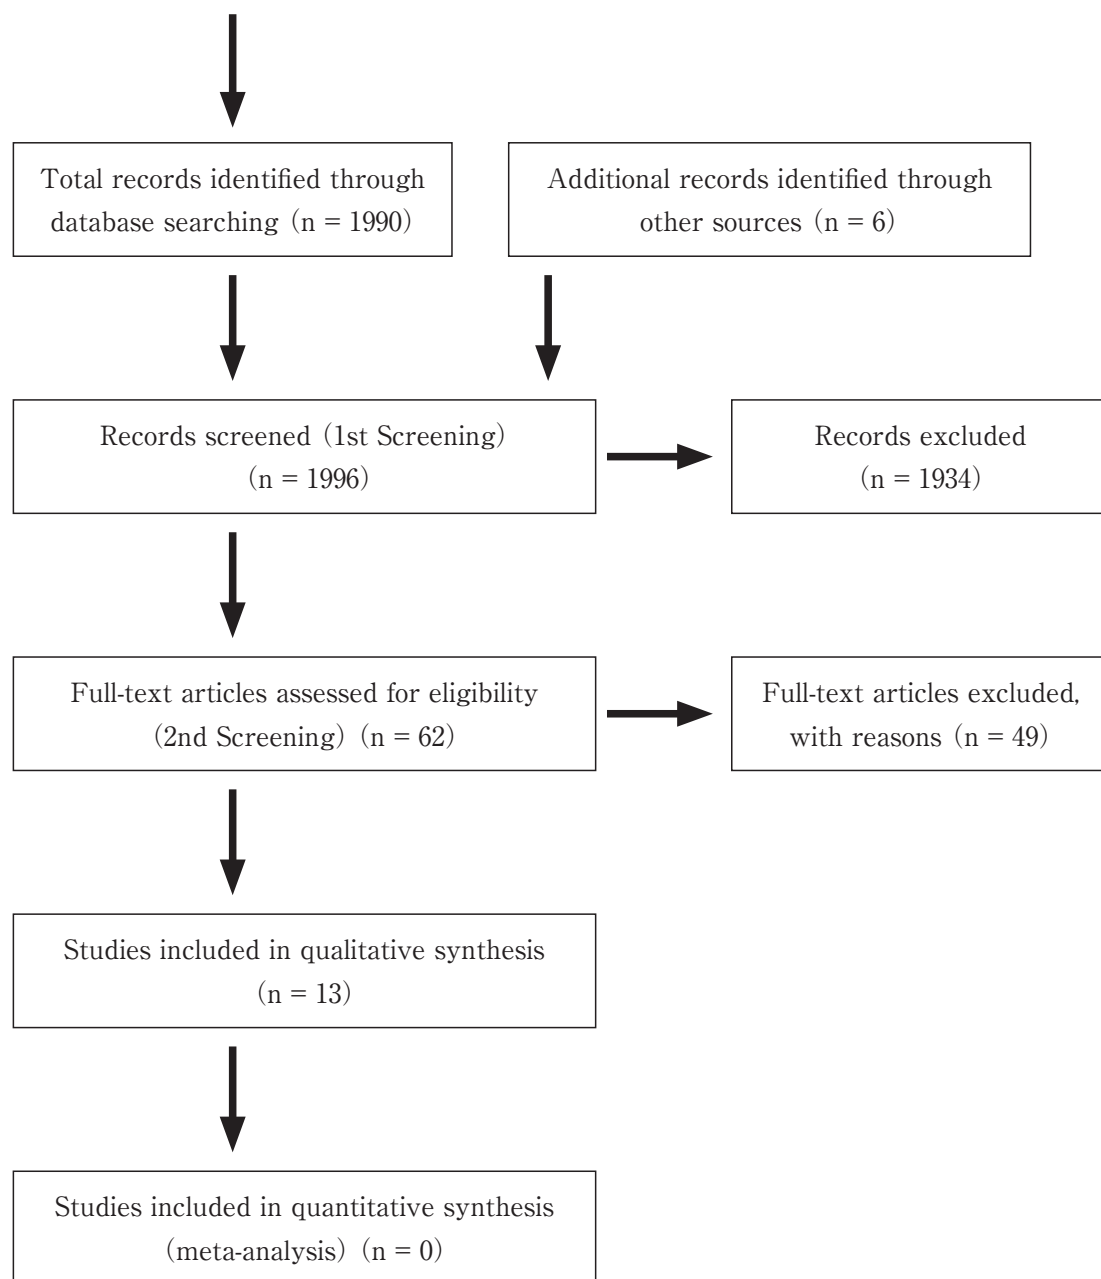 Total records identified through
database searching (n = 1990)
Additional records identified through
other sources (n = 6)
Records screened (1st Screening)
(n = 1996)
Records excluded
(n = 1934)
Full-text articles assessed for eligibility
(2nd Screening) (n = 62)
Full-text articles excluded,
with reasons (n = 49)
Studies included in qualitative synthesis
(n = 13)
Studies included in quantitative synthesis
(meta-analysis) (n = 0)